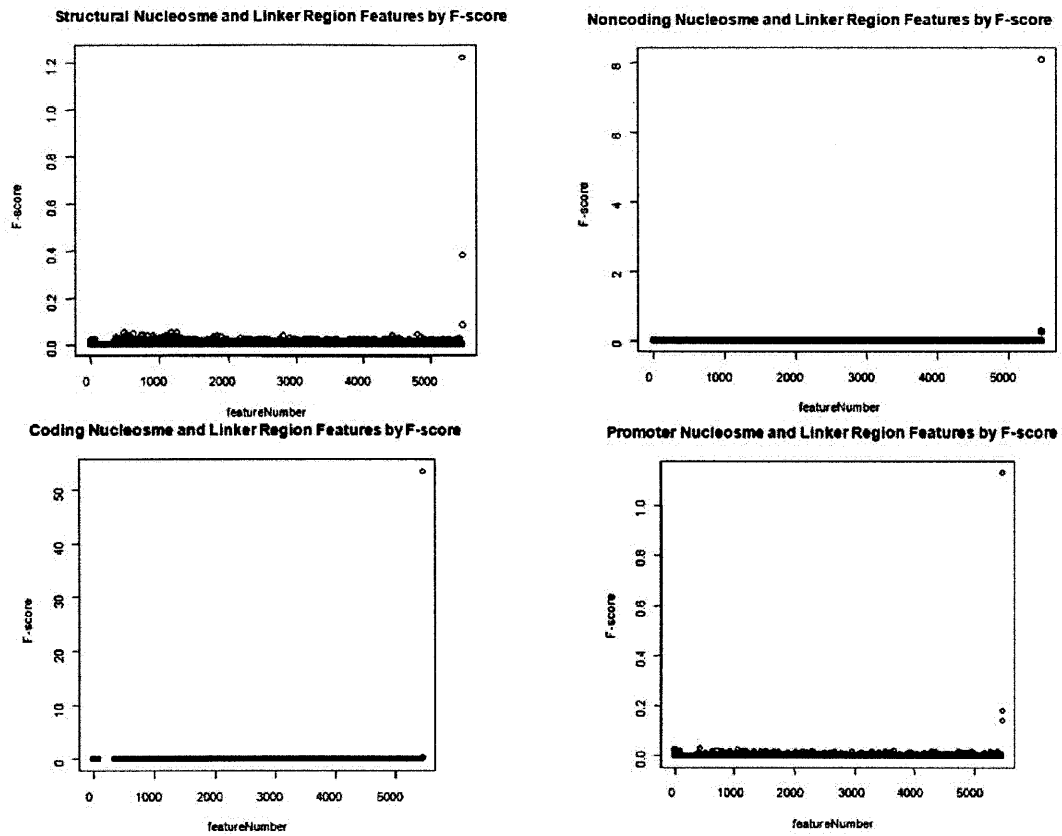 Structural Nucleosme and Linker Region Features by F-score
F-score
0.0 0.2 0.4 0.6 0.8 1.0 1.2
0 1000 2000 3000 4000 5000
featureNumber
Noncoding Nucleosme and Linker Region Features by F-score
F-score
0 2 4 6 8
0 1000 2000 3000 4000 5000
featureNumber
Coding Nucleosme and Linker Region Features by F-score
F-score
0 10 20 30 40 50
0 1000 2000 3000 4000 5000
featureNumber
Promoter Nucleosme and Linker Region Features by F-score
F-score
0.0 0.2 0.4 0.6 0.8 1.0
0 1000 2000 3000 4000 5000
featureNumber